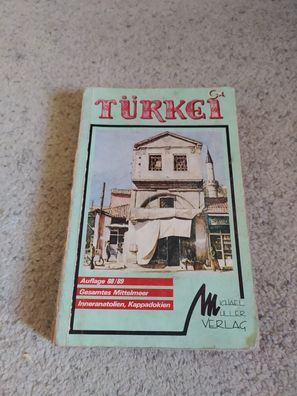 TÜRKEI
Auflage 88/89
Gesamtes Mittelmeer
Inneranatolien, Kappadokien
MICHAEL
MÜLLER
VERLAG